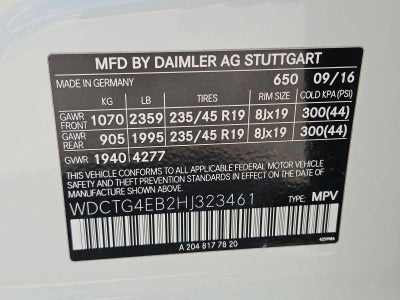 MFD BY DAIMLER AG STUTTGART
MADE IN GERMANY 650 09/16
KG LB TIRES RIM SIZE COLD KPA (PSI)
GAWR FRONT 1070 2359 235/45 R19 8Jx19 300(44)
GAWR REAR 905 1995 235/45 R19 8Jx19 300(44)
GVWR 1940 4277
THIS VEHICLE CONFORMS TO ALL APPLICABLE FEDERAL MOTOR VEHICLE
SAFETY, BUMPER AND THEFT PREVENTION STANDARDS IN EFFECT ON THE
DATE OF MANUFACTURE SHOWN ABOVE.
WDCTG4EB2HJ323461 TYPE: MPV
A 204 817 78 20